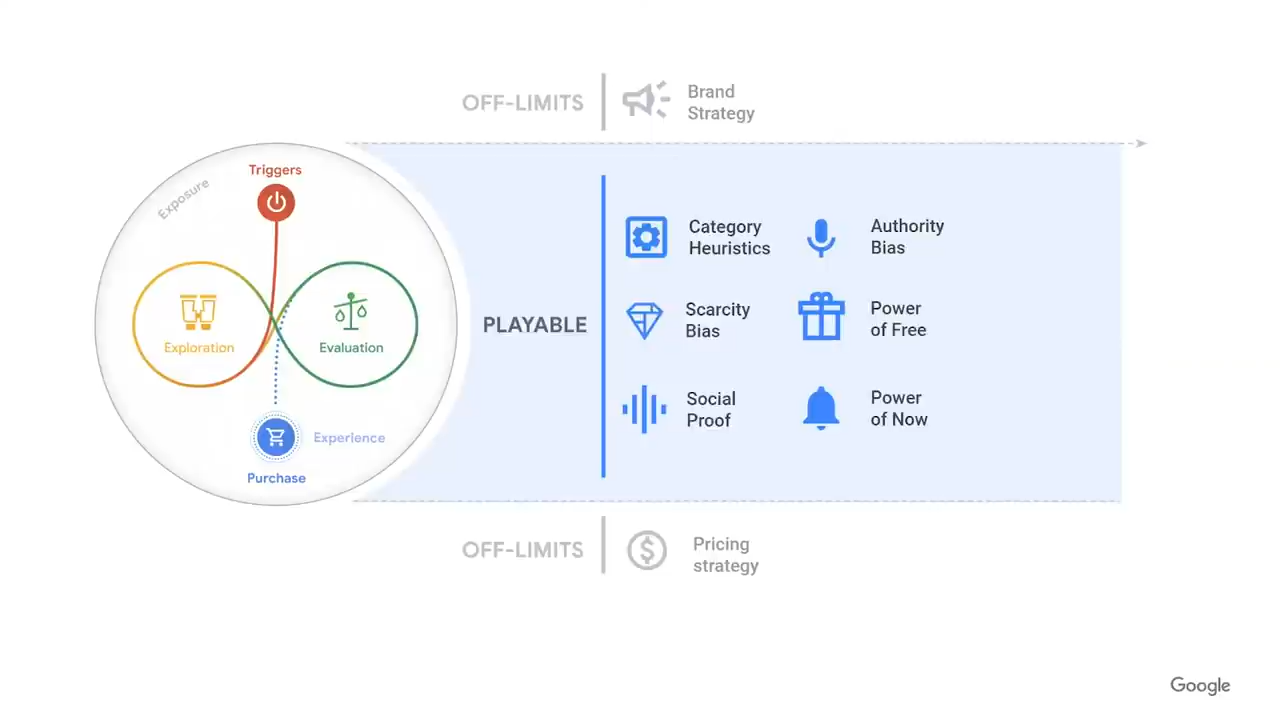 OFF-LIMITS
Brand
Strategy
Exposure
Triggers
Exploration
Evaluation
Experience
Purchase
PLAYABLE
Category
Heuristics
Authority
Bias
Scarcity
Bias
Power
of Free
Social
Proof
Power
of Now
OFF-LIMITS
Pricing
strategy
Google